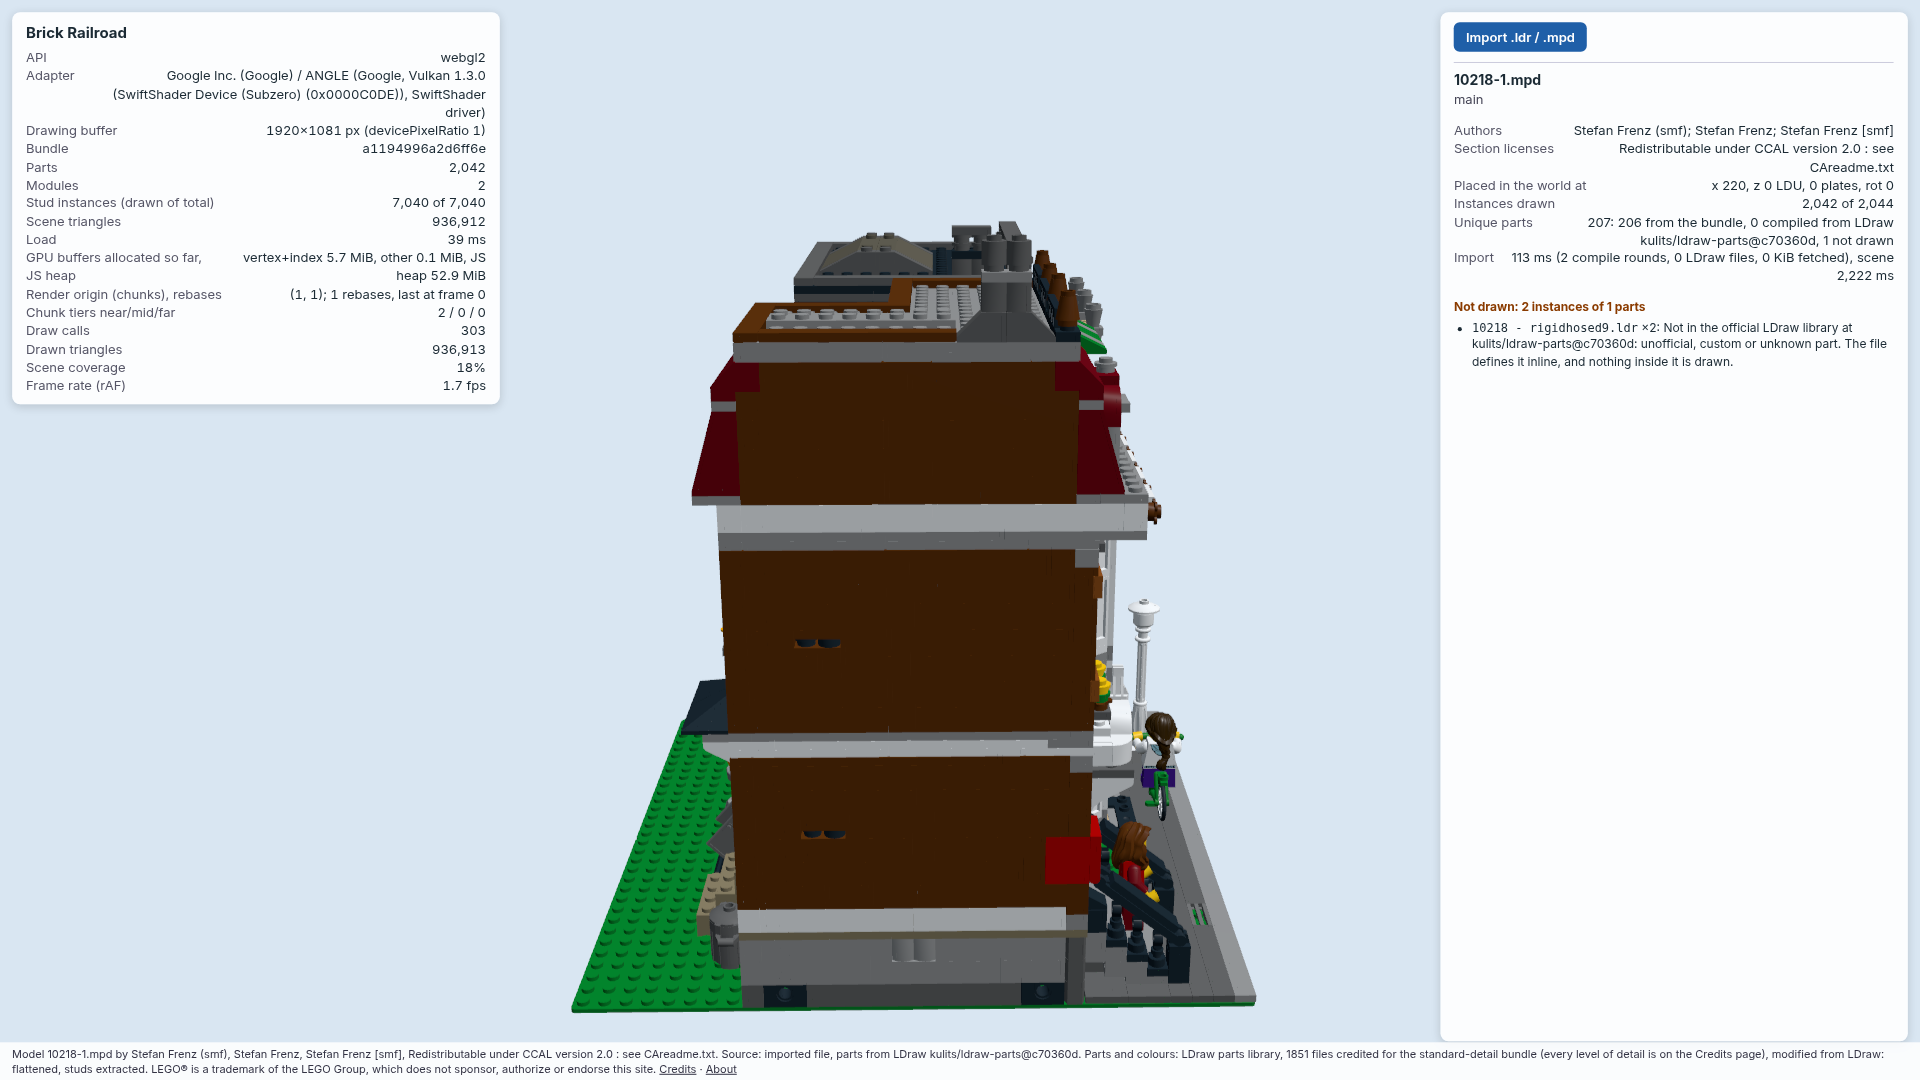 Brick Railroad
API webgl2
Adapter Google Inc. (Google) / ANGLE (Google, Vulkan 1.3.0
(SwiftShader Device (Subzero) (0x0000C0DE)), SwiftShader
driver)
Drawing buffer 1920×1081 px (devicePixelRatio 1)
Bundle a1194996a2d6ff6e
Parts 2,042
Modules 2
Stud instances (drawn of total) 7,040 of 7,040
Scene triangles 936,912
Load 39 ms
GPU buffers allocated so far, vertex+index 5.7 MiB, other 0.1 MiB, JS
JS heap heap 52.9 MiB
Render origin (chunks), rebases (1, 1); 1 rebases, last at frame 0
Chunk tiers near/mid/far 2 / 0 / 0
Draw calls 303
Drawn triangles 936,913
Scene coverage 18%
Frame rate (rAF) 1.7 fps
Import .ldr / .mpd
10218-1.mpd
main
Authors Stefan Frenz (smf); Stefan Frenz; Stefan Frenz [smf]
Section licenses Redistributable under CCAL version 2.0 : see
CAreadme.txt
Placed in the world at x 220, z 0 LDU, 0 plates, rot 0
Instances drawn 2,042 of 2,044
Unique parts 207: 206 from the bundle, 0 compiled from LDraw
kulits/ldraw-parts@c70360d, 1 not drawn
Import 113 ms (2 compile rounds, 0 LDraw files, 0 KiB fetched), scene
2,222 ms
Not drawn: 2 instances of 1 parts
• 10218 - rigidhosed9.ldr ×2: Not in the official LDraw library at
kulits/ldraw-parts@c70360d: unofficial, custom or unknown part. The file
defines it inline, and nothing inside it is drawn.
Model 10218-1.mpd by Stefan Frenz (smf), Stefan Frenz, Stefan Frenz [smf], Redistributable under CCAL version 2.0 : see CAreadme.txt. Source: imported file, parts from LDraw kulits/ldraw-parts@c70360d. Parts and colours: LDraw parts library, 1851 files credited for the standard-detail bundle (every level of detail is on the Credits page), modified from LDraw:
flattened, studs extracted. LEGO® is a trademark of the LEGO Group, which does not sponsor, authorize or endorse this site. Credits · About